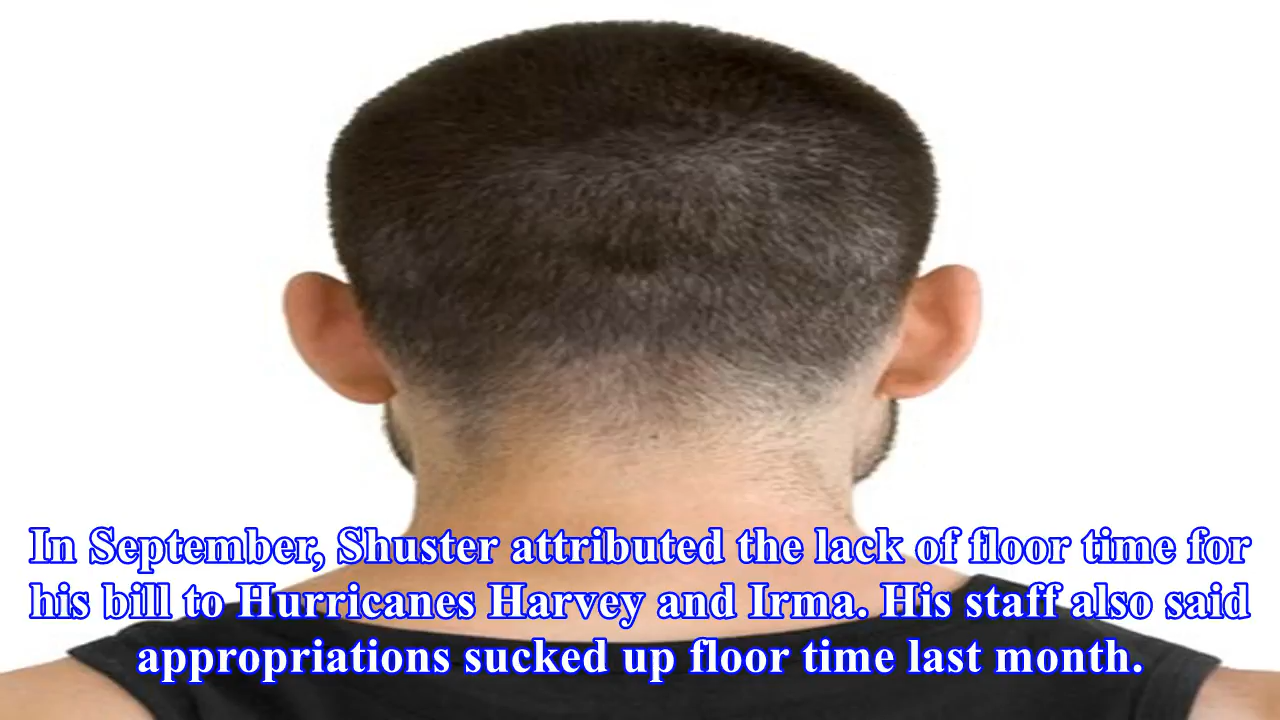 In September, Shuster attributed the lack of floor time for
his bill to Hurricanes Harvey and Irma. His staff also said
appropriations sucked up floor time last month.